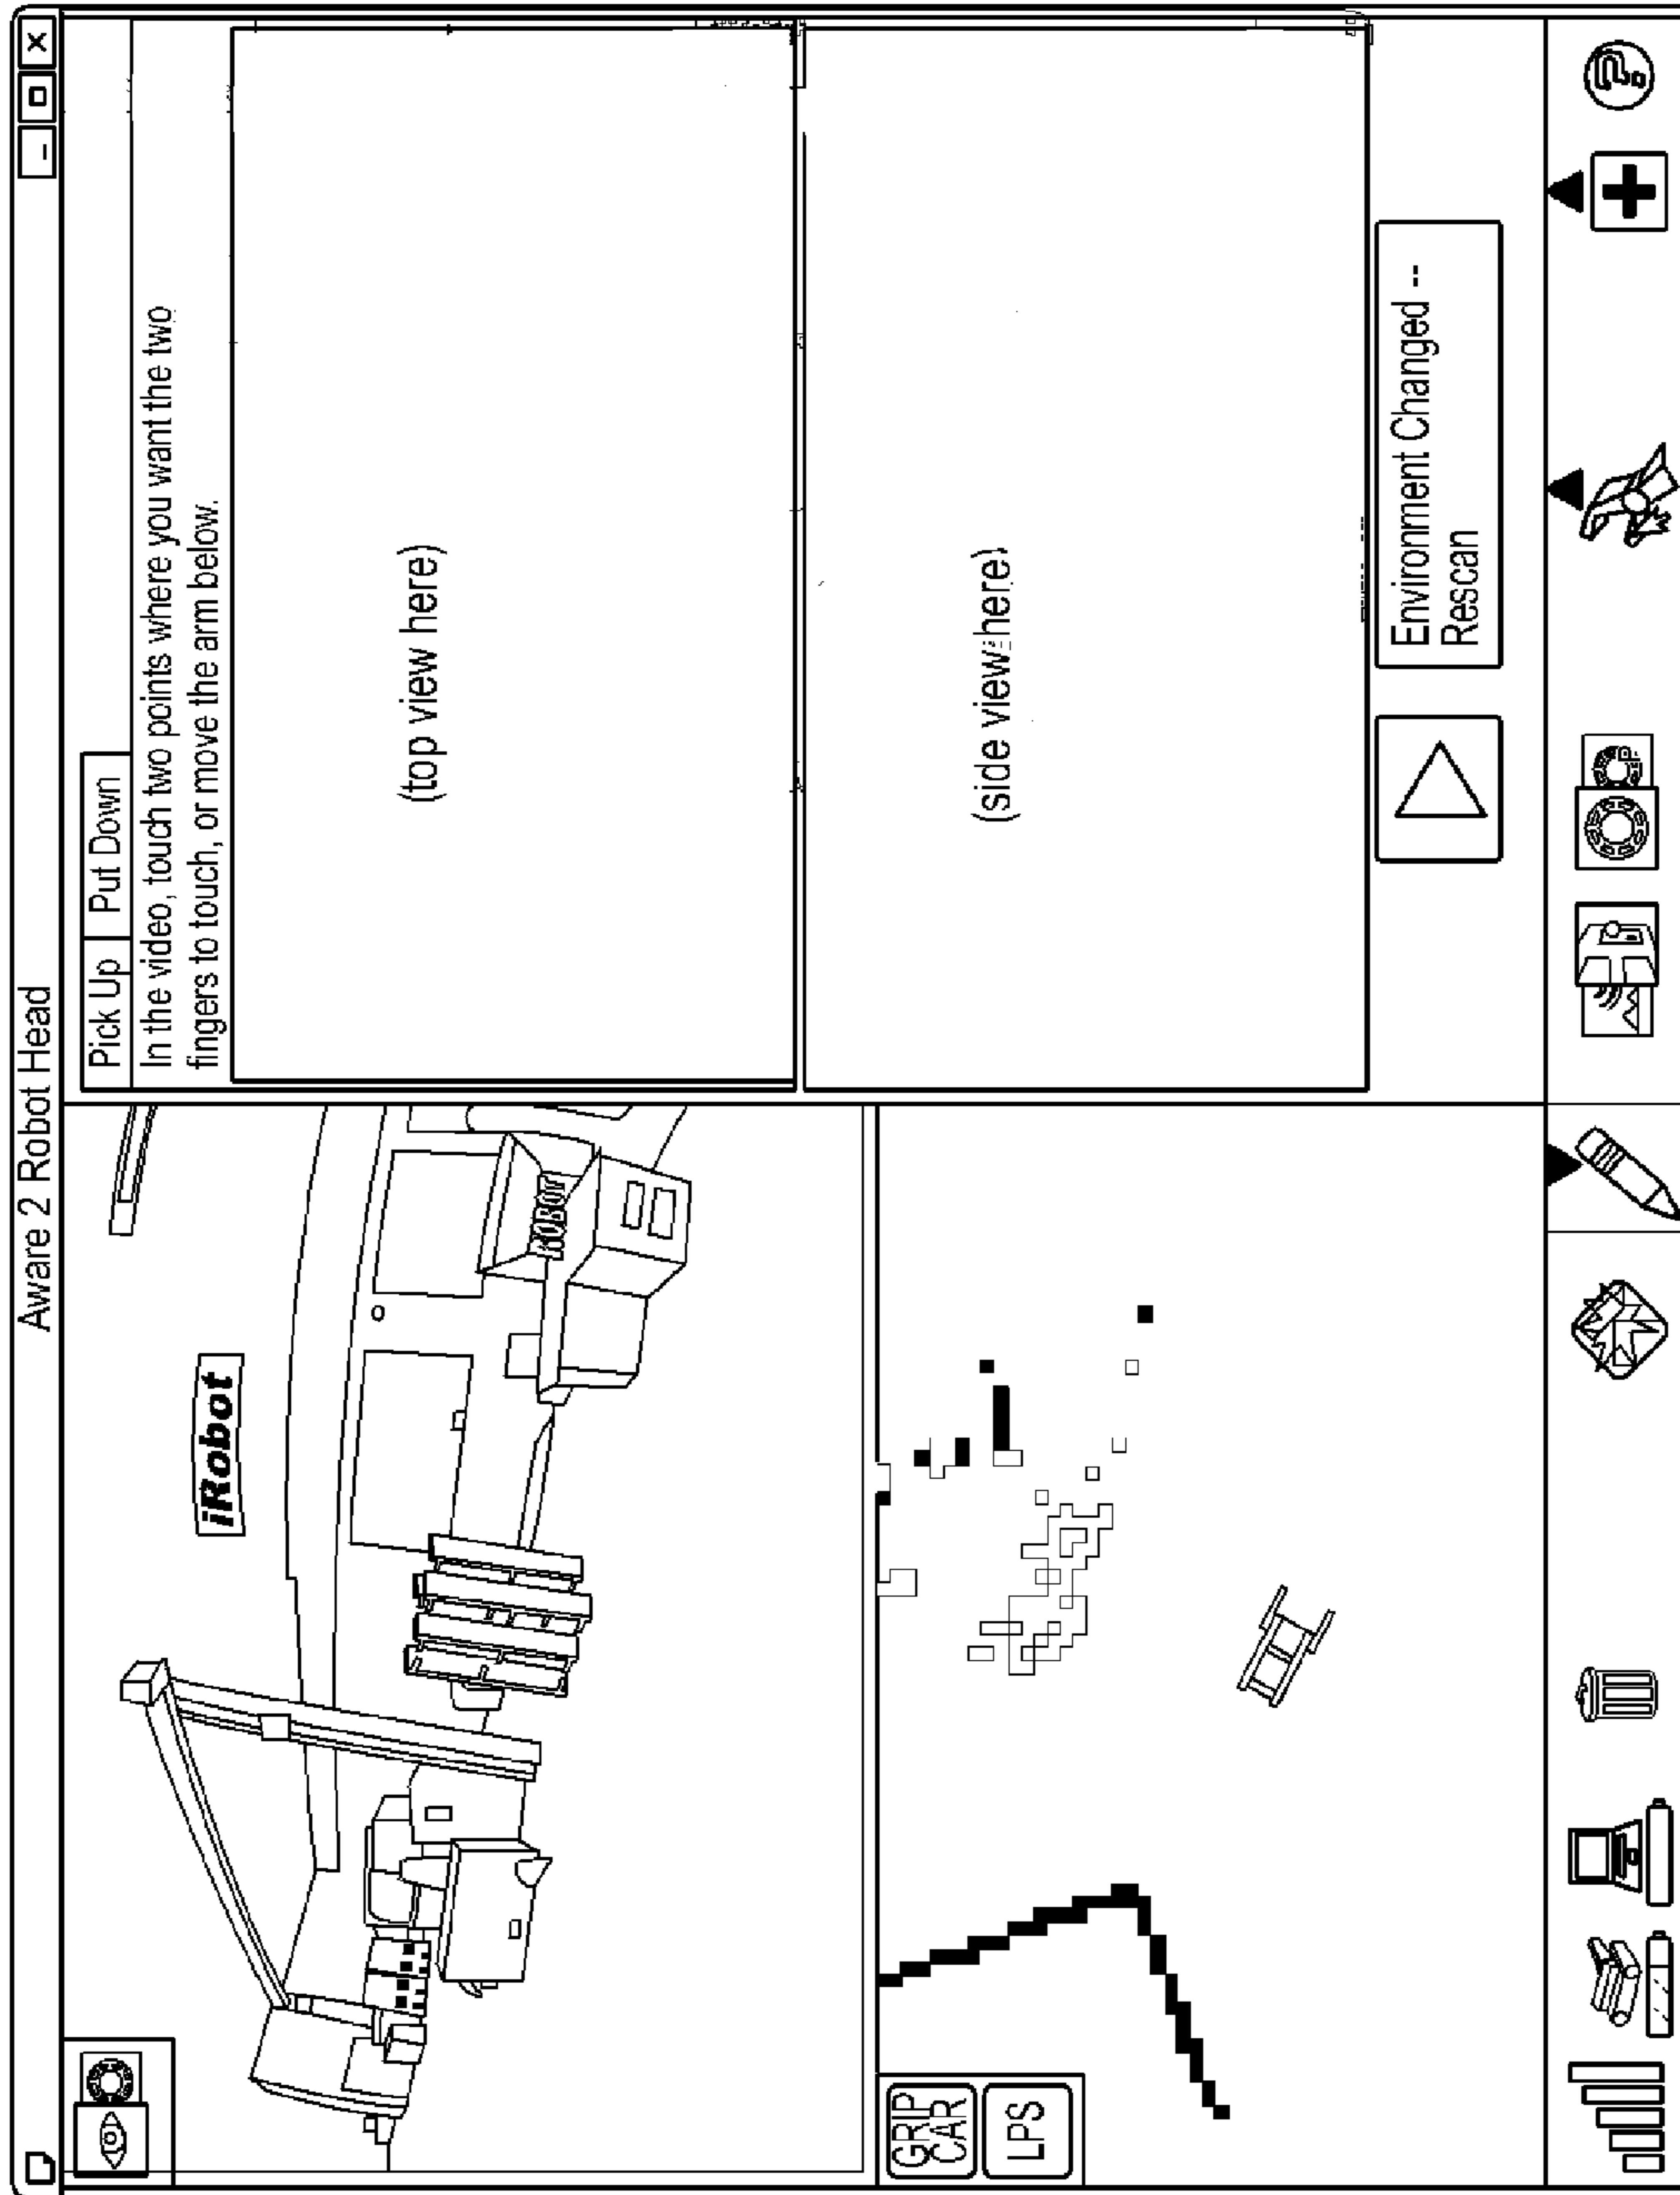 Aware 2 Robot Head
iRobot
ROBOT
GRIP
CAR
LPS
Pick Up
Put Down
In the video, touch two points where you want the two
fingers to touch, or move the arm below.
(top view here)
(side view here)
Environment Changed --
Rescan
?